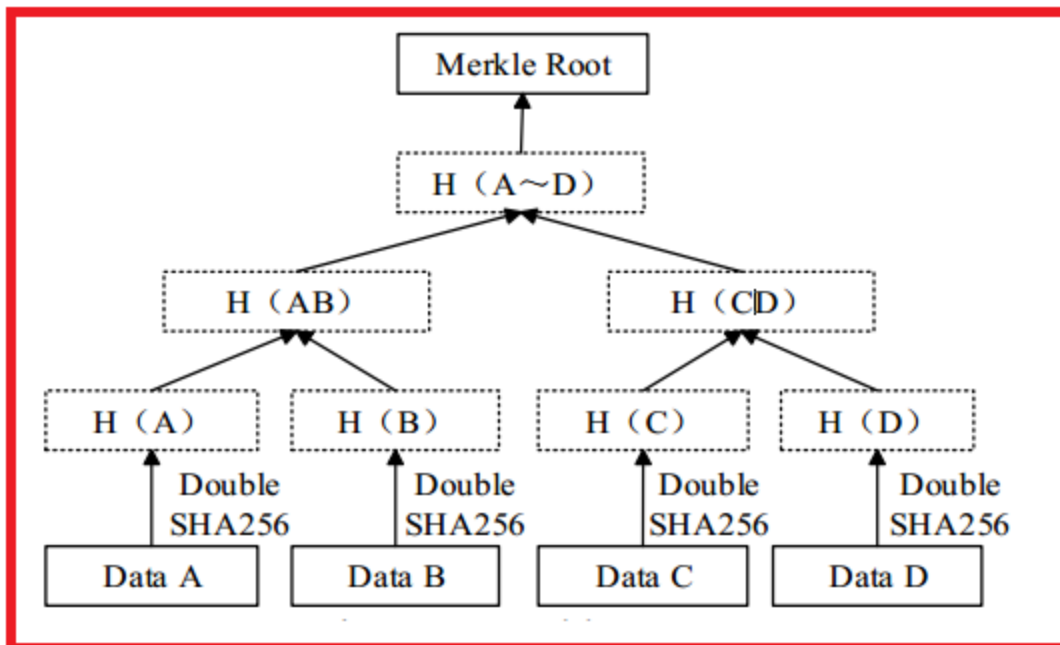 Merkle Root
H（A～D）
H（AB）
H（CD）
H（A）
H（B）
H（C）
H（D）
Double
SHA256
Double
SHA256
Double
SHA256
Double
SHA256
Data A
Data B
Data C
Data D